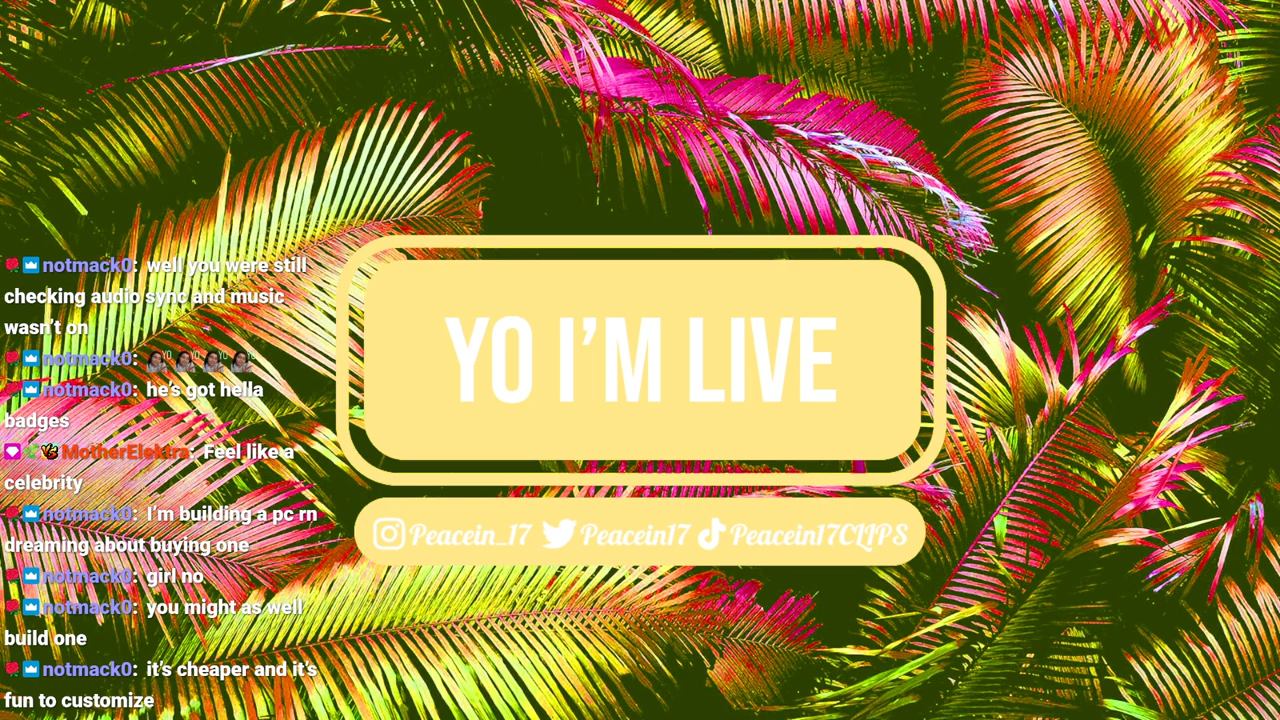 notmack0: well you were still
checking audio sync and music
wasn't on
notmack0:
notmack0: he's got hella
badges
MotherElektra: Feel like a
celebrity
notmack0: I'm building a pc rn
dreaming about buying one
notmack0: girl no
notmack0: you might as well
build one
notmack0: it's cheaper and it's
fun to customize
YO I'M LIVE
Peacein_17 Peacein17 Peacein17CLIPS